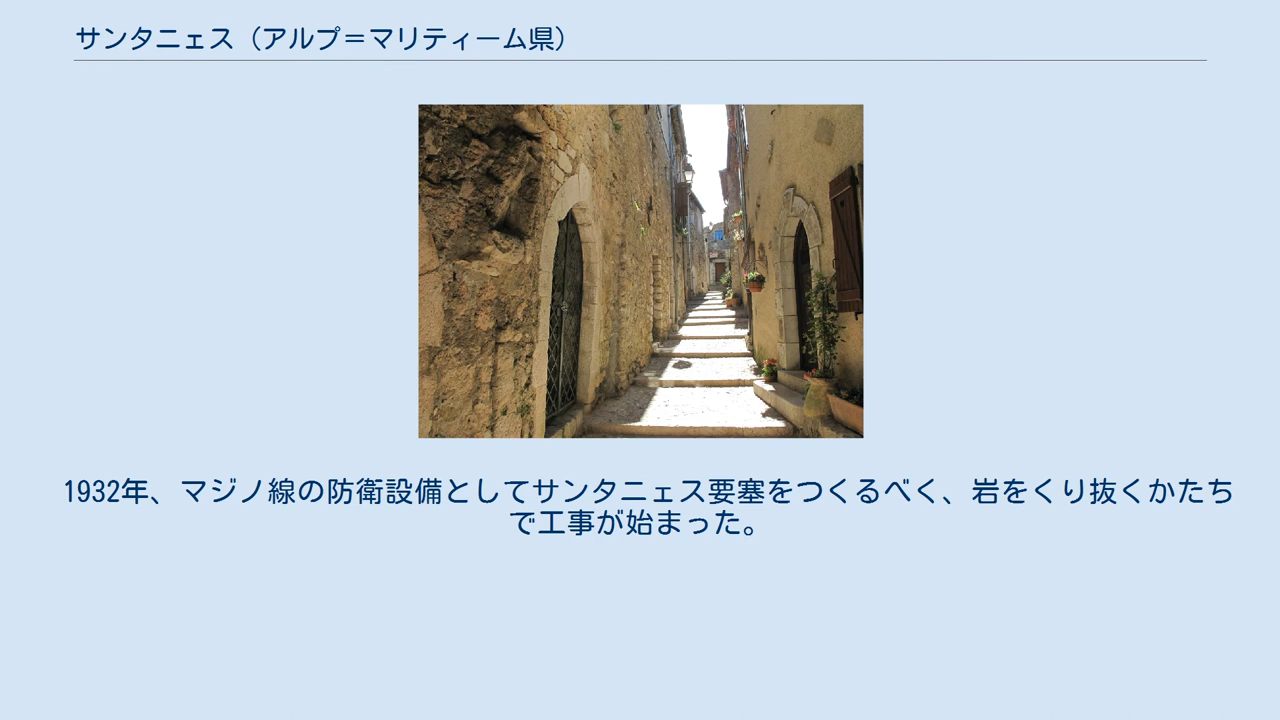 サンタニェス（アルプ＝マリティーム県）
1932年、マジノ線の防衛設備としてサンタニェス要塞をつくるべく、岩をくり抜くかたち
で工事が始まった。